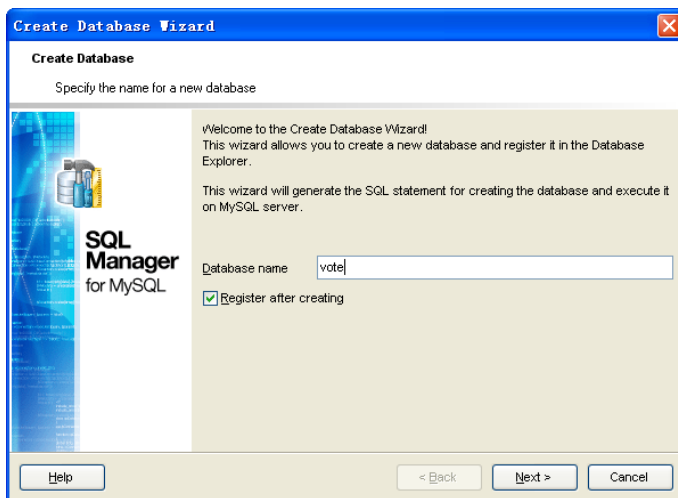 Create Database Wizard
Create Database
Specify the name for a new database
Welcome to the Create Database Wizard!
This wizard allows you to create a new database and register it in the Database
Explorer.
This wizard will generate the SQL statement for creating the database and execute it
on MySQL server.
SQL
Manager
for MySQL
Database name vote
Register after creating
Help < Back Next > Cancel